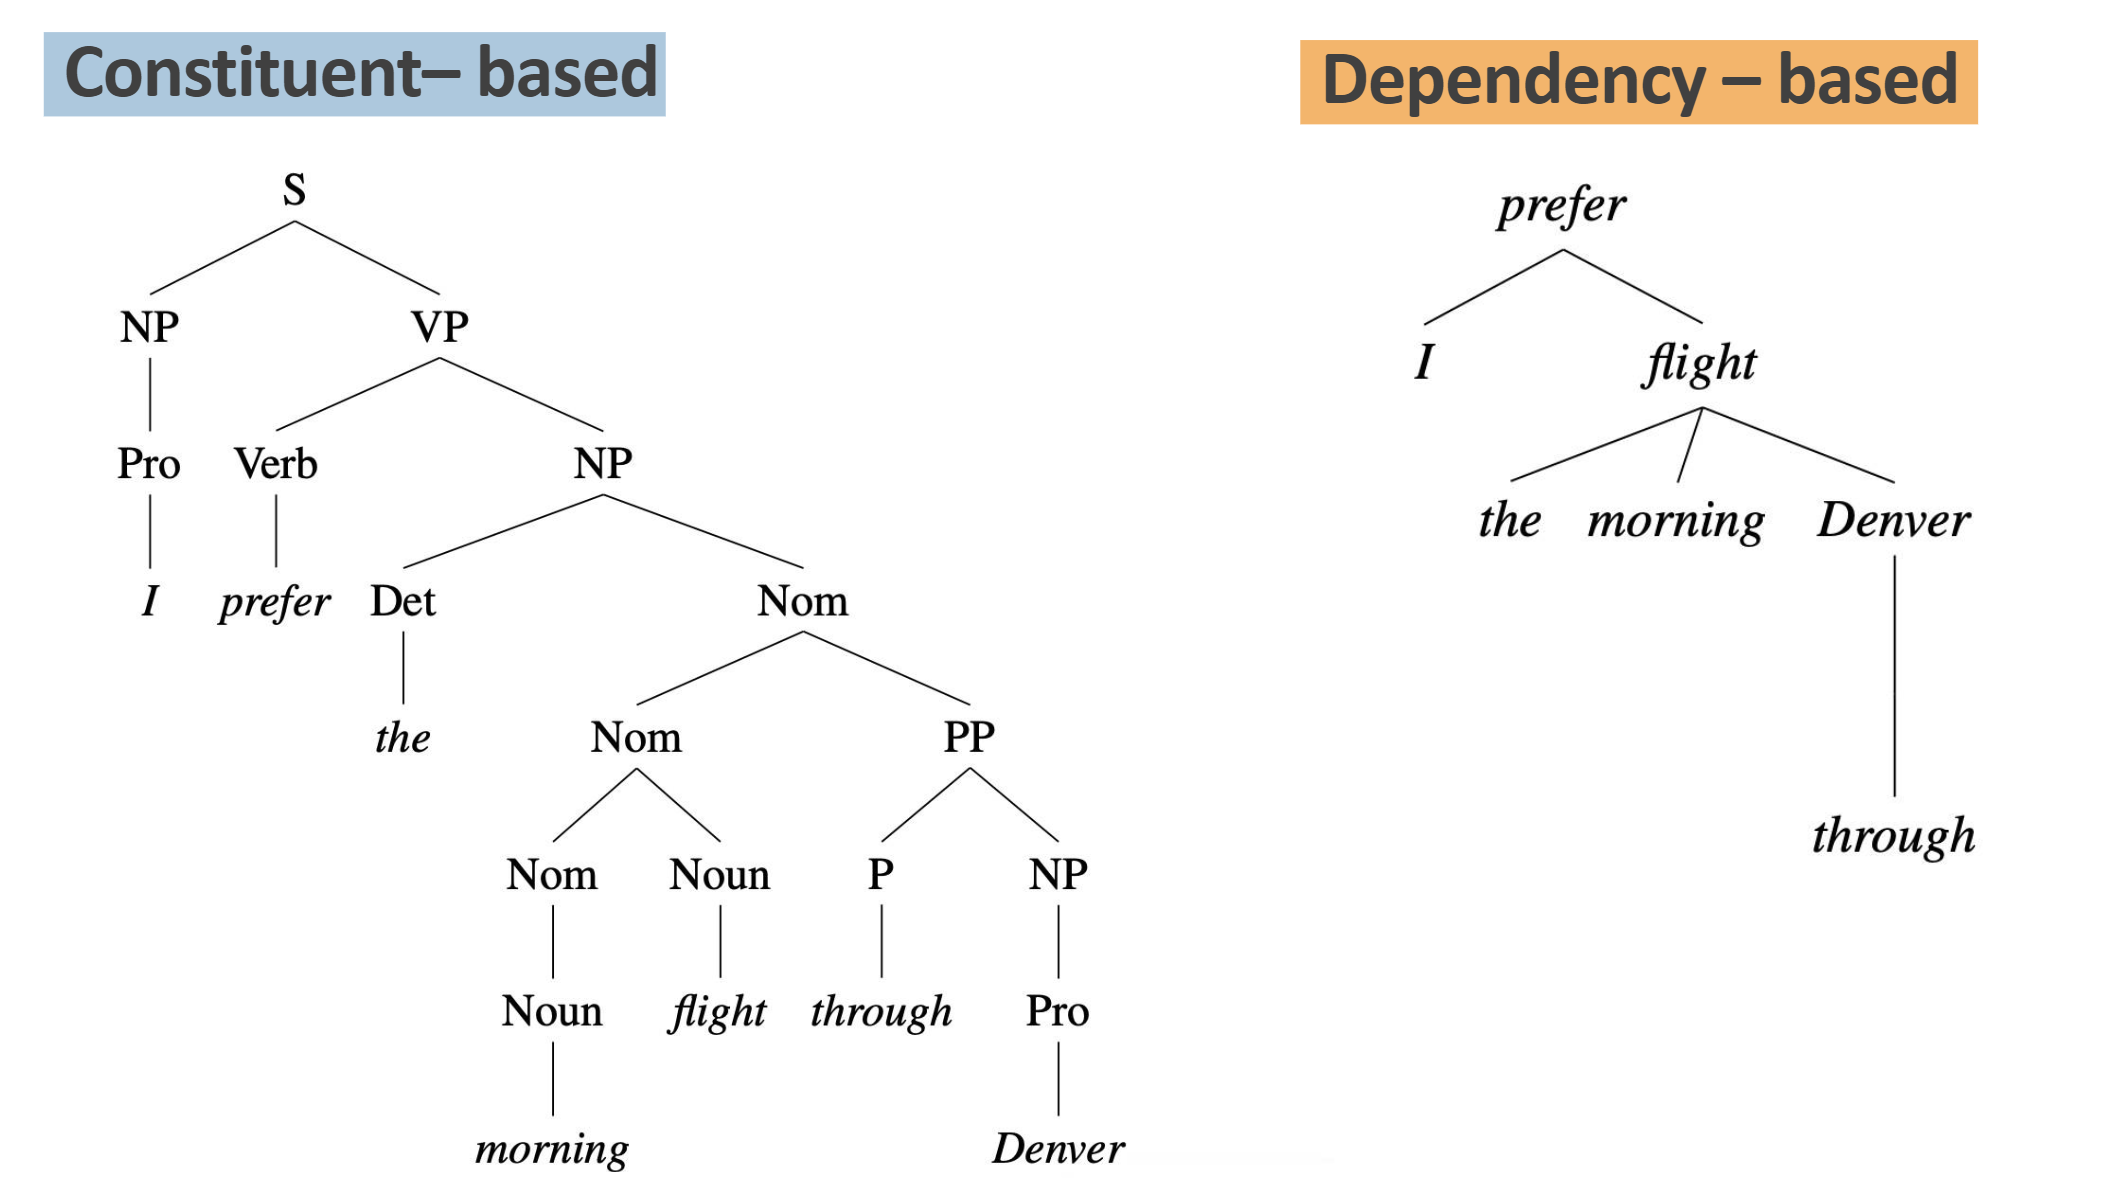 Constituent– based
S
NP VP
Pro Verb NP
I prefer Det Nom
the Nom PP
Nom Noun P NP
Noun flight through Pro
morning Denver
Dependency – based
prefer
I flight
the morning Denver
through